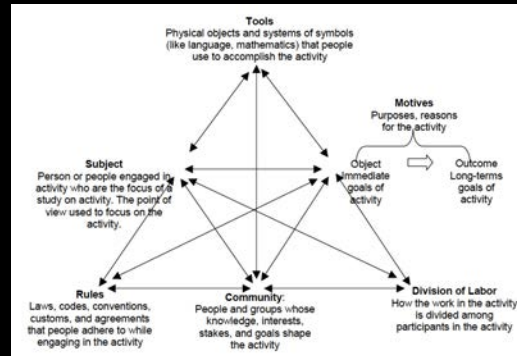 Tools
Physical objects and systems of symbols
(like language, mathematics) that people
use to accomplish the activity
Motives
Purposes, reasons
for the activity
Subject
Person or people engaged in
activity who are the focus of a
study on activity. The point of
view used to focus on the
activity.
Object
Immediate
goals of
activity
Outcome
Long-terms
goals of
activity
Rules
Laws, codes, conventions,
customs, and agreements
that people adhere to while
engaging in the activity
Community:
People and groups whose
knowledge, interests,
stakes, and goals shape
the activity
Division of Labor
How the work in the activity
is divided among
participants in the activity